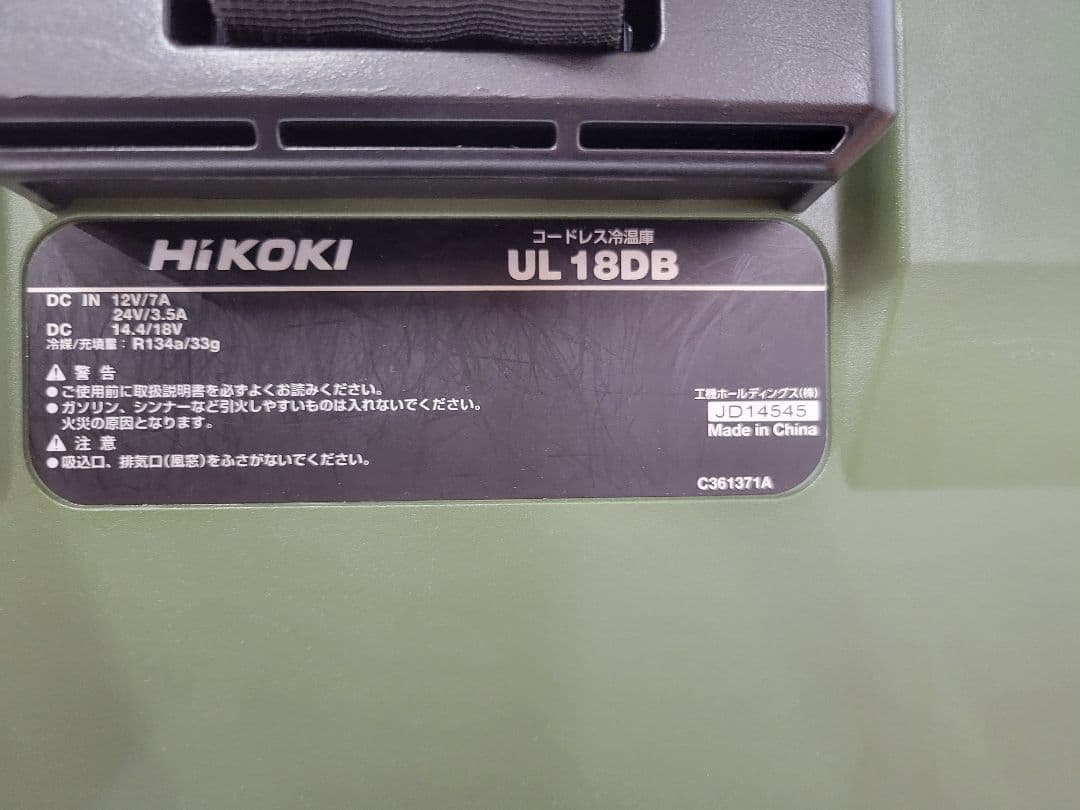 HiKOKI
コードレス冷温庫
UL 18DB
DC IN 12V/7A
24V/3.5A
DC 14.4/18V
冷媒/充填量：R134a/33g
警告
●ご使用前に取扱説明書を必ずよくお読みください。
●ガソリン、シンナーなど引火しやすいものは入れないでください。
火災の原因となります。
注意
●吸込口、排気口(風窓)をふさがないでください。
工機ホールディングス(株)
JD14545
Made in China
C361371A